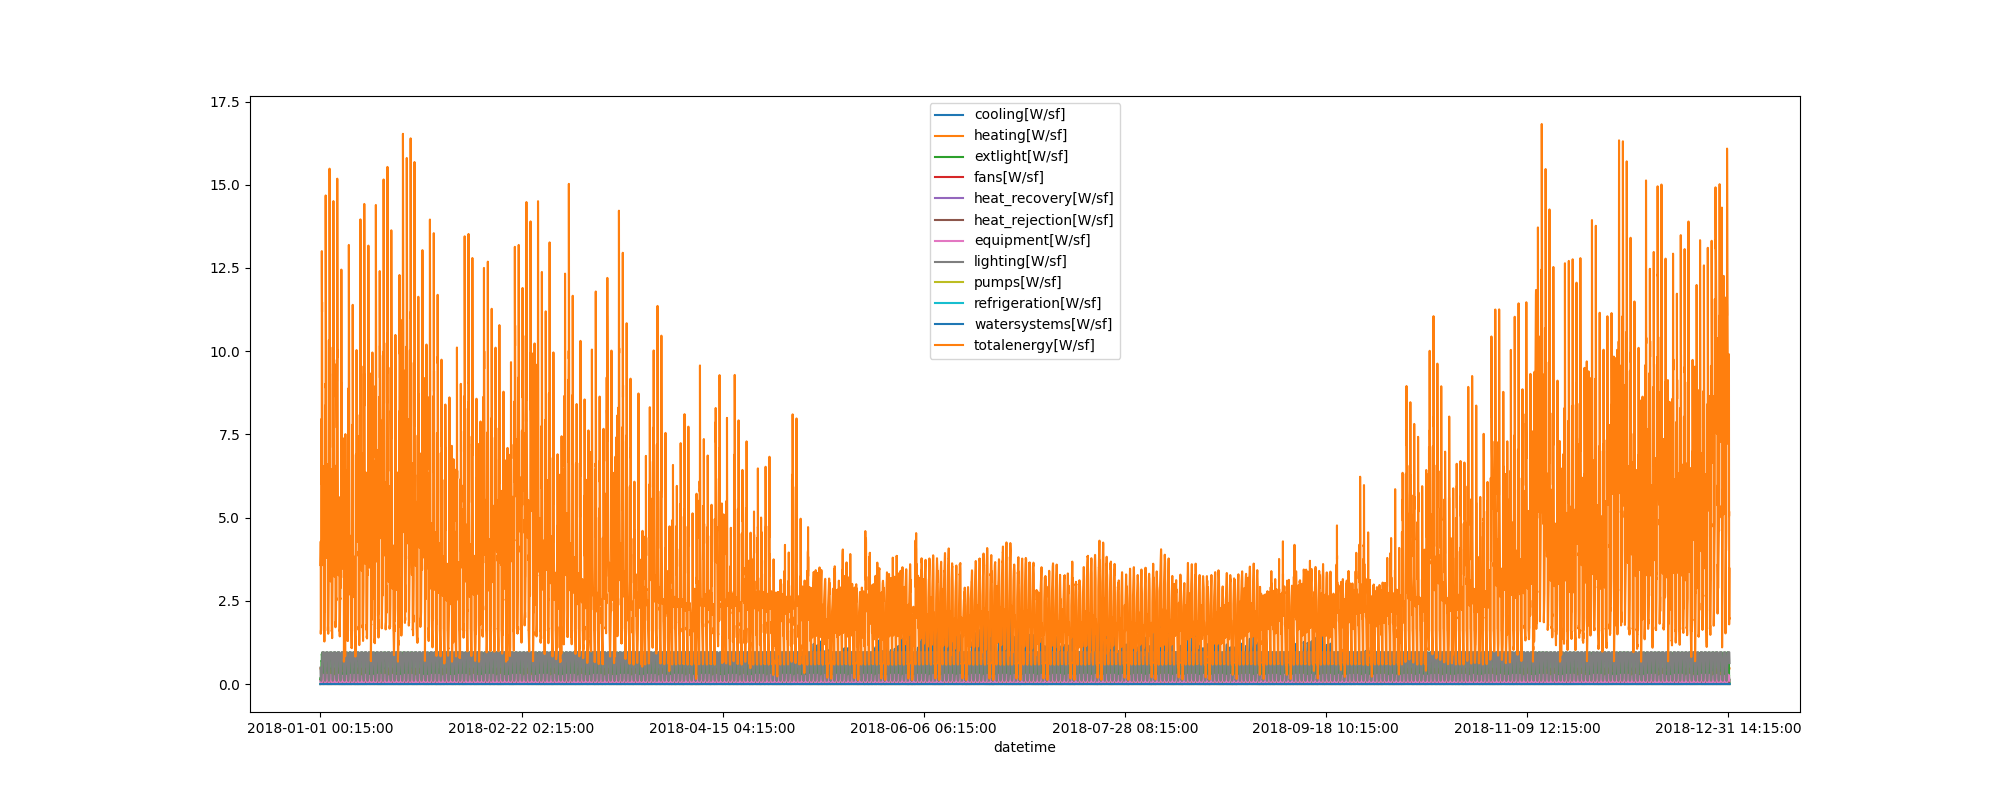 17.5
15.0
12.5
10.0
7.5
5.0
2.5
0.0
cooling[W/sf]
heating[W/sf]
extlight[W/sf]
fans[W/sf]
heat_recovery[W/sf]
heat_rejection[W/sf]
equipment[W/sf]
lighting[W/sf]
pumps[W/sf]
refrigeration[W/sf]
watersystems[W/sf]
totalenergy[W/sf]
2018-01-01 00:15:00 2018-02-22 02:15:00 2018-04-15 04:15:00 2018-06-06 06:15:00 2018-07-28 08:15:00 2018-09-18 10:15:00 2018-11-09 12:15:00 2018-12-31 14:15:00
datetime